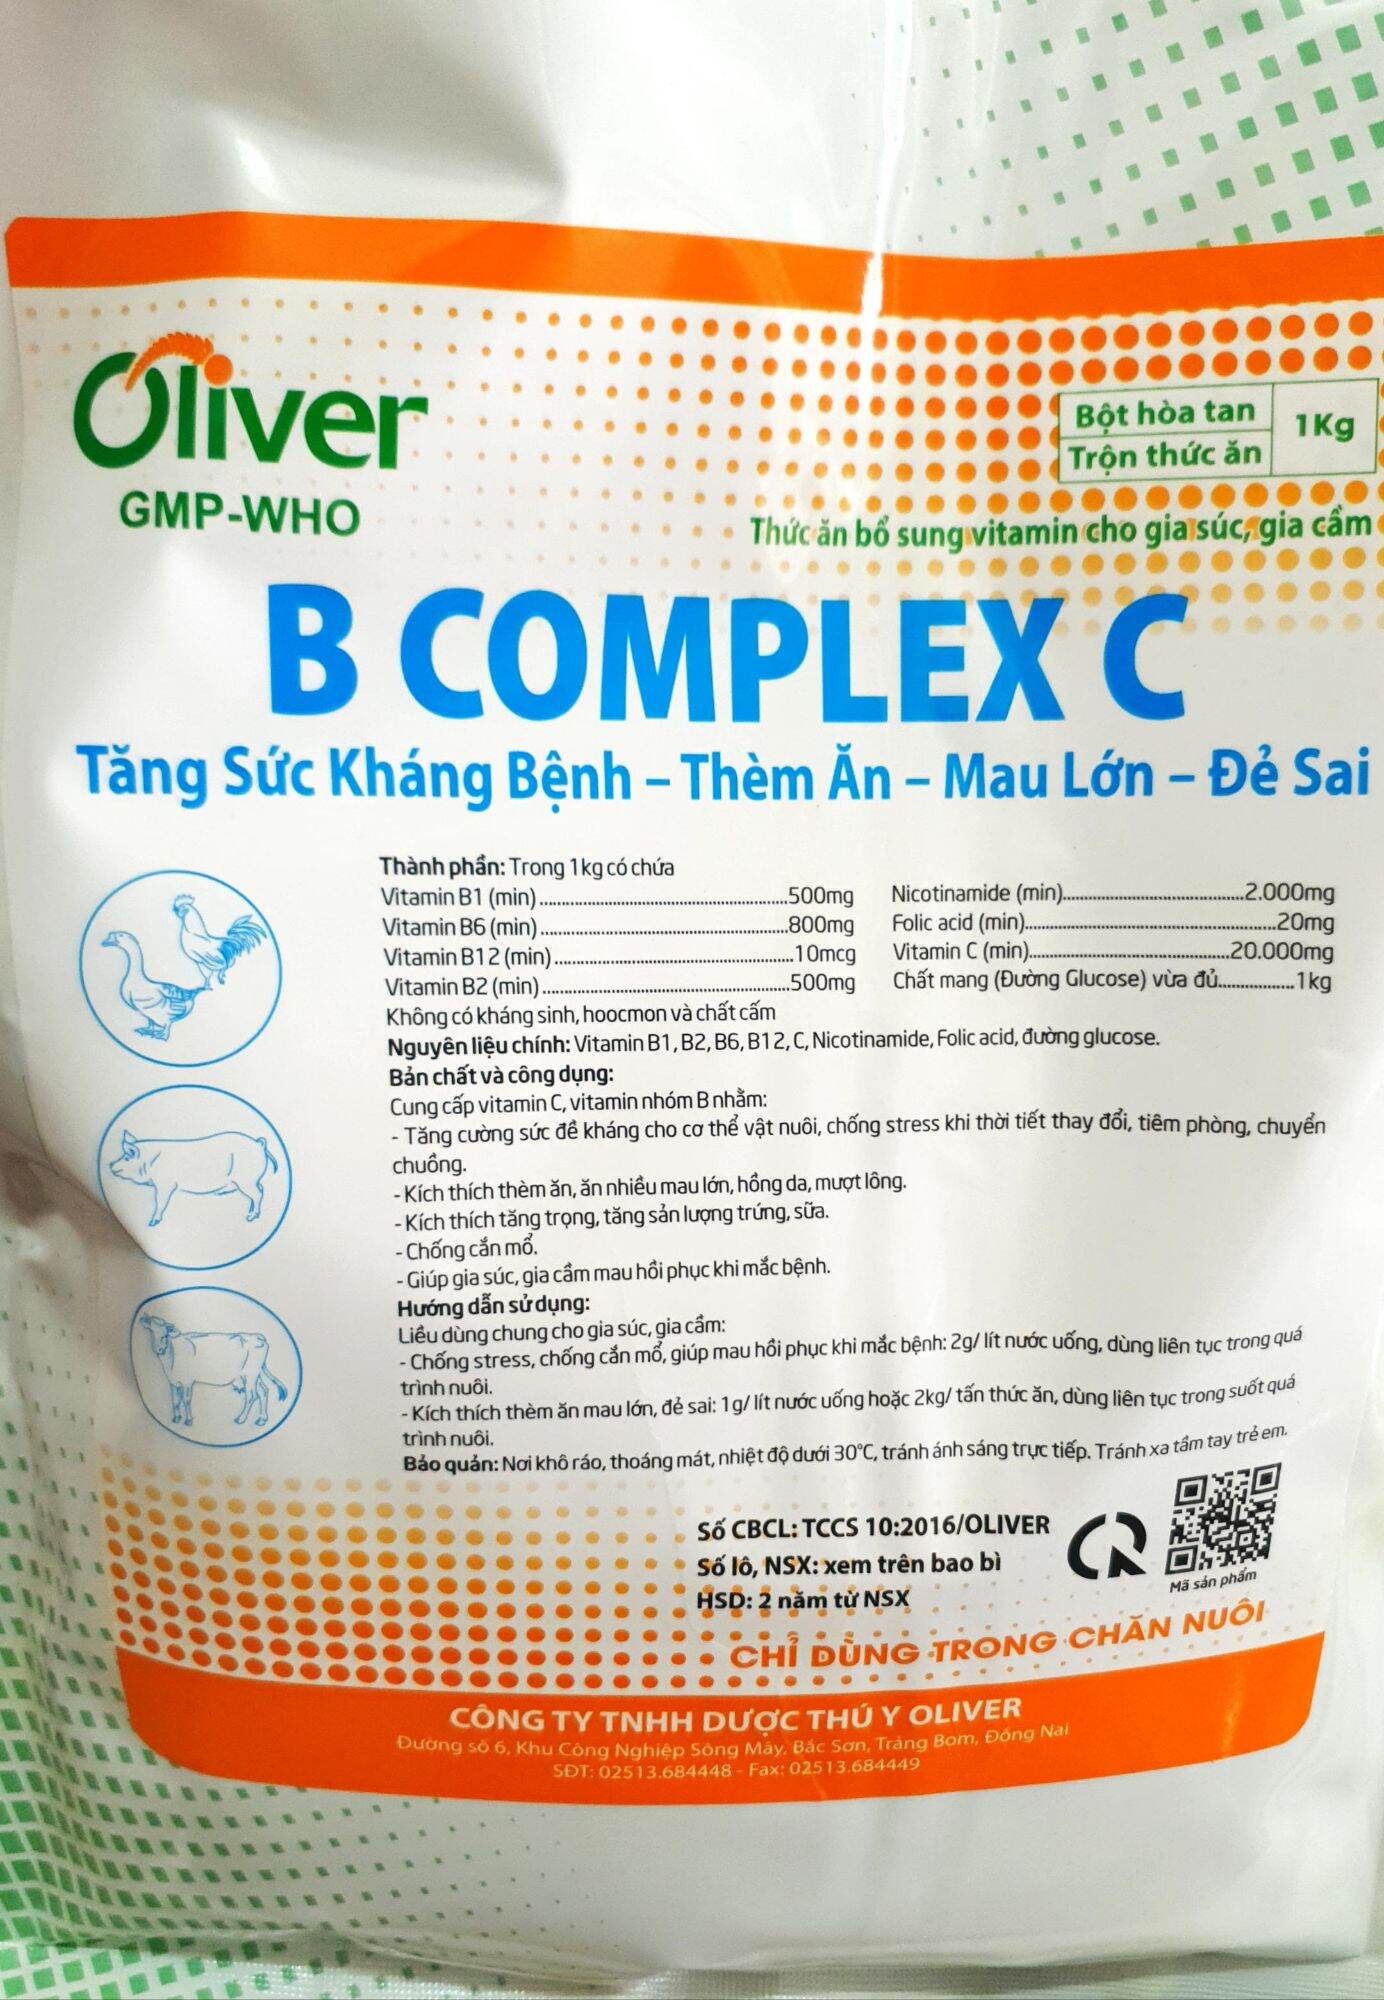 Oliver
GMP-WHO
Bột hòa tan
Trộn thức ăn
1Kg
Thức ăn bổ sung vitamin cho gia súc, gia cầm
B COMPLEX C
Tăng Sức Kháng Bệnh – Thèm Ăn – Mau Lớn – Đẻ Sai
Thành phần: Trong 1kg có chứa
Vitamin B1 (min)....................500mg
Vitamin B6 (min)....................800mg
Vitamin B12 (min)....................10mcg
Vitamin B2 (min)....................500mg
Nicotinamide (min)....................2.000mg
Folic acid (min)....................20mg
Vitamin C (min)....................20.000mg
Chất mang (Đường Glucose) vừa đủ....................1kg
Không có kháng sinh, hoocmon và chất cấm
Nguyên liệu chính: Vitamin B1, B2, B6, B12, C, Nicotinamide, Folic acid, đường glucose.
Bản chất và công dụng:
Cung cấp vitamin C, vitamin nhóm B nhằm:
- Tăng cường sức đề kháng cho cơ thể vật nuôi, chống stress khi thời tiết thay đổi, tiêm phòng, chuyển
chuồng.
- Kích thích thèm ăn, ăn nhiều mau lớn, hồng da, mượt lông.
- Kích thích tăng trọng, tăng sản lượng trứng, sữa.
- Chống cắn mổ.
- Giúp gia súc, gia cầm mau hồi phục khi mắc bệnh.
Hướng dẫn sử dụng:
Liều dùng chung cho gia súc, gia cầm:
- Chống stress, chống cắn mổ, giúp mau hồi phục khi mắc bệnh: 2g/ lít nước uống, dùng liên tục trong quá
trình nuôi.
- Kích thích thèm ăn mau lớn, đẻ sai: 1g/ lít nước uống hoặc 2kg/ tấn thức ăn, dùng liên tục trong suốt quá
trình nuôi.
Bảo quản: Nơi khô ráo, thoáng mát, nhiệt độ dưới 30°C, tránh ánh sáng trực tiếp. Tránh xa tầm tay trẻ em.
Số CBCL: TCCS 10:2016/OLIVER
Số lô, NSX: xem trên bao bì
HSD: 2 năm từ NSX
Mã sản phẩm
CHỈ DÙNG TRONG CHĂN NUÔI
CÔNG TY TNHH DƯỢC THÚ Y OLIVER
Đường số 6, Khu Công Nghiệp Sông Mây, Bắc Sơn, Trảng Bom, Đồng Nai
SĐT: 02513.684448 - Fax: 02513.684449